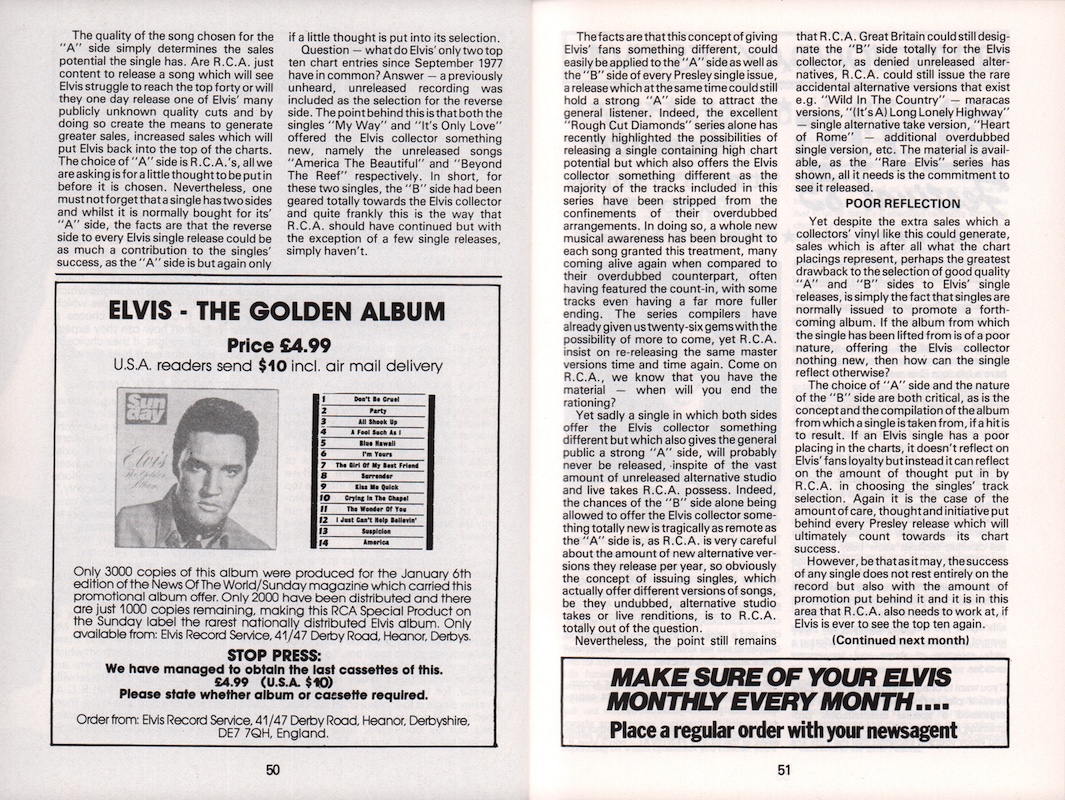 The quality of the song chosen for the
"A" side simply determines the sales
potential the single has. Are R.C.A. just
content to release a song which will see
Elvis struggle to reach the top forty or will
they one day release one of Elvis' many
publicly unknown quality cuts and by
doing so create the means to generate
greater sales, increased sales which will
put Elvis back into the top of the charts.
The choice of "A" side is R.C.A.'s, all we
are asking is for a little thought to be put in
before it is chosen. Nevertheless, one
must not forget that a single has two sides
and whilst it is normally bought for its'
"A" side, the facts are that the reverse
side to every Elvis single release could be
as much a contribution to the singles'
success, as the "A" side is but again only
if a little thought is put into its selection.
Question — what do Elvis' only two top
ten chart entries since September 1977
have in common? Answer — a previously
unheard, unreleased recording was
included as the selection for the reverse
side. The point behind this is that both the
singles "My Way" and "It's Only Love"
offered the Elvis collector something
new, namely the unreleased songs
"America The Beautiful" and "Beyond
The Reef" respectively. In short, for
these two singles, the "B" side had been
geared totally towards the Elvis collector
and quite frankly this is the way that
R.C.A. should have continued but with
the exception of a few single releases,
simply haven't.
ELVIS - THE GOLDEN ALBUM
Price £4.99
U.S.A. readers send $10 incl. air mail delivery
Sunday
Elvis
The Golden
Album
1 Don't Be Cruel
2 Party
3 All Shook Up
4 A Fool Such As I
5 Blue Hawaii
6 I'm Yours
7 The Girl Of My Best Friend
8 Surrender
9 Kiss Me Quick
10 Crying In The Chapel
11 The Wonder Of You
12 I Just Can't Help Believin'
13 Suspicion
14 America
Only 3000 copies of this album were produced for the January 6th
edition of the News Of The World/Sunday magazine which carried this
promotional album offer. Only 2000 have been distributed and there
are just 1000 copies remaining, making this RCA Special Product on
the Sunday label the rarest nationally distributed Elvis album. Only
available from: Elvis Record Service, 41/47 Derby Road, Heanor, Derbys.
STOP PRESS:
We have managed to obtain the last cassettes of this.
£4.99 (U.S.A. $10)
Please state whether album or cassette required.
Order from: Elvis Record Service, 41/47 Derby Road, Heanor, Derbyshire,
DE7 7QH, England.
50
The facts are that this concept of giving
Elvis' fans something different, could
easily be applied to the "A" side as well as
the "B" side of every Presley single issue,
a release which at the same time could still
hold a strong "A" side to attract the
general listener. Indeed, the excellent
"Rough Cut Diamonds" series alone has
recently highlighted the possibilities of
releasing a single containing high chart
potential but which also offers the Elvis
collector something different as the
majority of the tracks included in this
series have been stripped from the
confinements of their overdubbed
arrangements. In doing so, a whole new
musical awareness has been brought to
each song granted this treatment, many
coming alive again when compared to
their overdubbed counterpart, often
having featured the count-in, with some
tracks even having a far more fuller
ending. The series compilers have
already given us twenty-six gems with the
possibility of more to come, yet R.C.A.
insist on re-releasing the same master
versions time and time again. Come on
R.C.A., we know that you have the
material — when will you end the
rationing?
Yet sadly a single in which both sides
offer the Elvis collector something
different but which also gives the general
public a strong "A" side, will probably
never be released, inspite of the vast
amount of unreleased alternative studio
and live takes R.C.A. possess. Indeed,
the chances of the "B" side alone being
allowed to offer the Elvis collector some-
thing totally new is tragically as remote as
the "A" side is, as R.C.A. is very careful
about the amount of new alternative ver-
sions they release per year, so obviously
the concept of issuing singles, which
actually offer different versions of songs,
be they undubbed, alternative studio
takes or live renditions, is to R.C.A.
totally out of the question.
Nevertheless, the point still remains
that R.C.A. Great Britain could still desig-
nate the "B" side totally for the Elvis
collector, as denied unreleased alter-
natives, R.C.A. could still issue the rare
accidental alternative versions that exist
e.g. "Wild In The Country" — maracas
versions, "(It's A) Long Lonely Highway"
— single alternative take version, "Heart
of Rome" — additional overdubbed
single version, etc. The material is avail-
able, as the "Rare Elvis" series has
shown, all it needs is the commitment to
see it released.
POOR REFLECTION
Yet despite the extra sales which a
collectors' vinyl like this could generate,
sales which is after all what the chart
placings represent, perhaps the greatest
drawback to the selection of good quality
"A" and "B" sides to Elvis' single
releases, is simply the fact that singles are
normally issued to promote a forth-
coming album. If the album from which
the single has been lifted from is of a poor
nature, offering the Elvis collector
nothing new, then how can the single
reflect otherwise?
The choice of "A" side and the nature
of the "B" side are both critical, as is the
concept and the compilation of the album
from which a single is taken from, if a hit is
to result. If an Elvis single has a poor
placing in the charts, it doesn't reflect on
Elvis' fans loyalty but instead it can reflect
on the amount of thought put in by
R.C.A. in choosing the singles' track
selection. Again it is the case of the
amount of care, thought and initiative put
behind every Presley release which will
ultimately count towards its chart
success.
However, be that as it may, the success
of any single does not rest entirely on the
record but also with the amount of
promotion put behind it and it is in this
area that R.C.A. also needs to work at, if
Elvis is ever to see the top ten again.
(Continued next month)
MAKE SURE OF YOUR ELVIS
MONTHLY EVERY MONTH....
Place a regular order with your newsagent
51